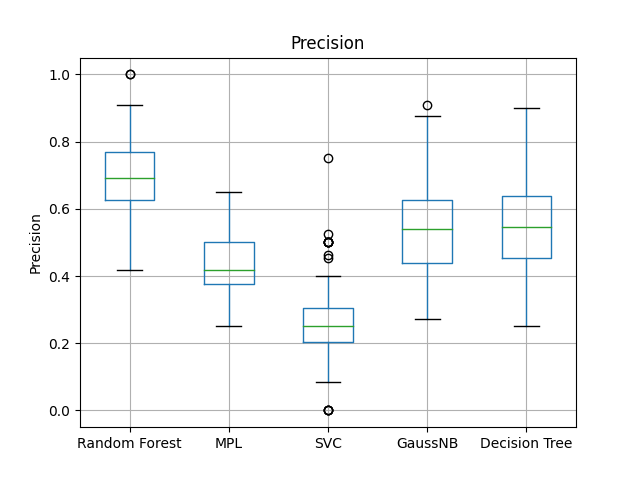 Precision
Precision
1.0
0.8
0.6
0.4
0.2
0.0
Random Forest
MPL
SVC
GaussNB
Decision Tree